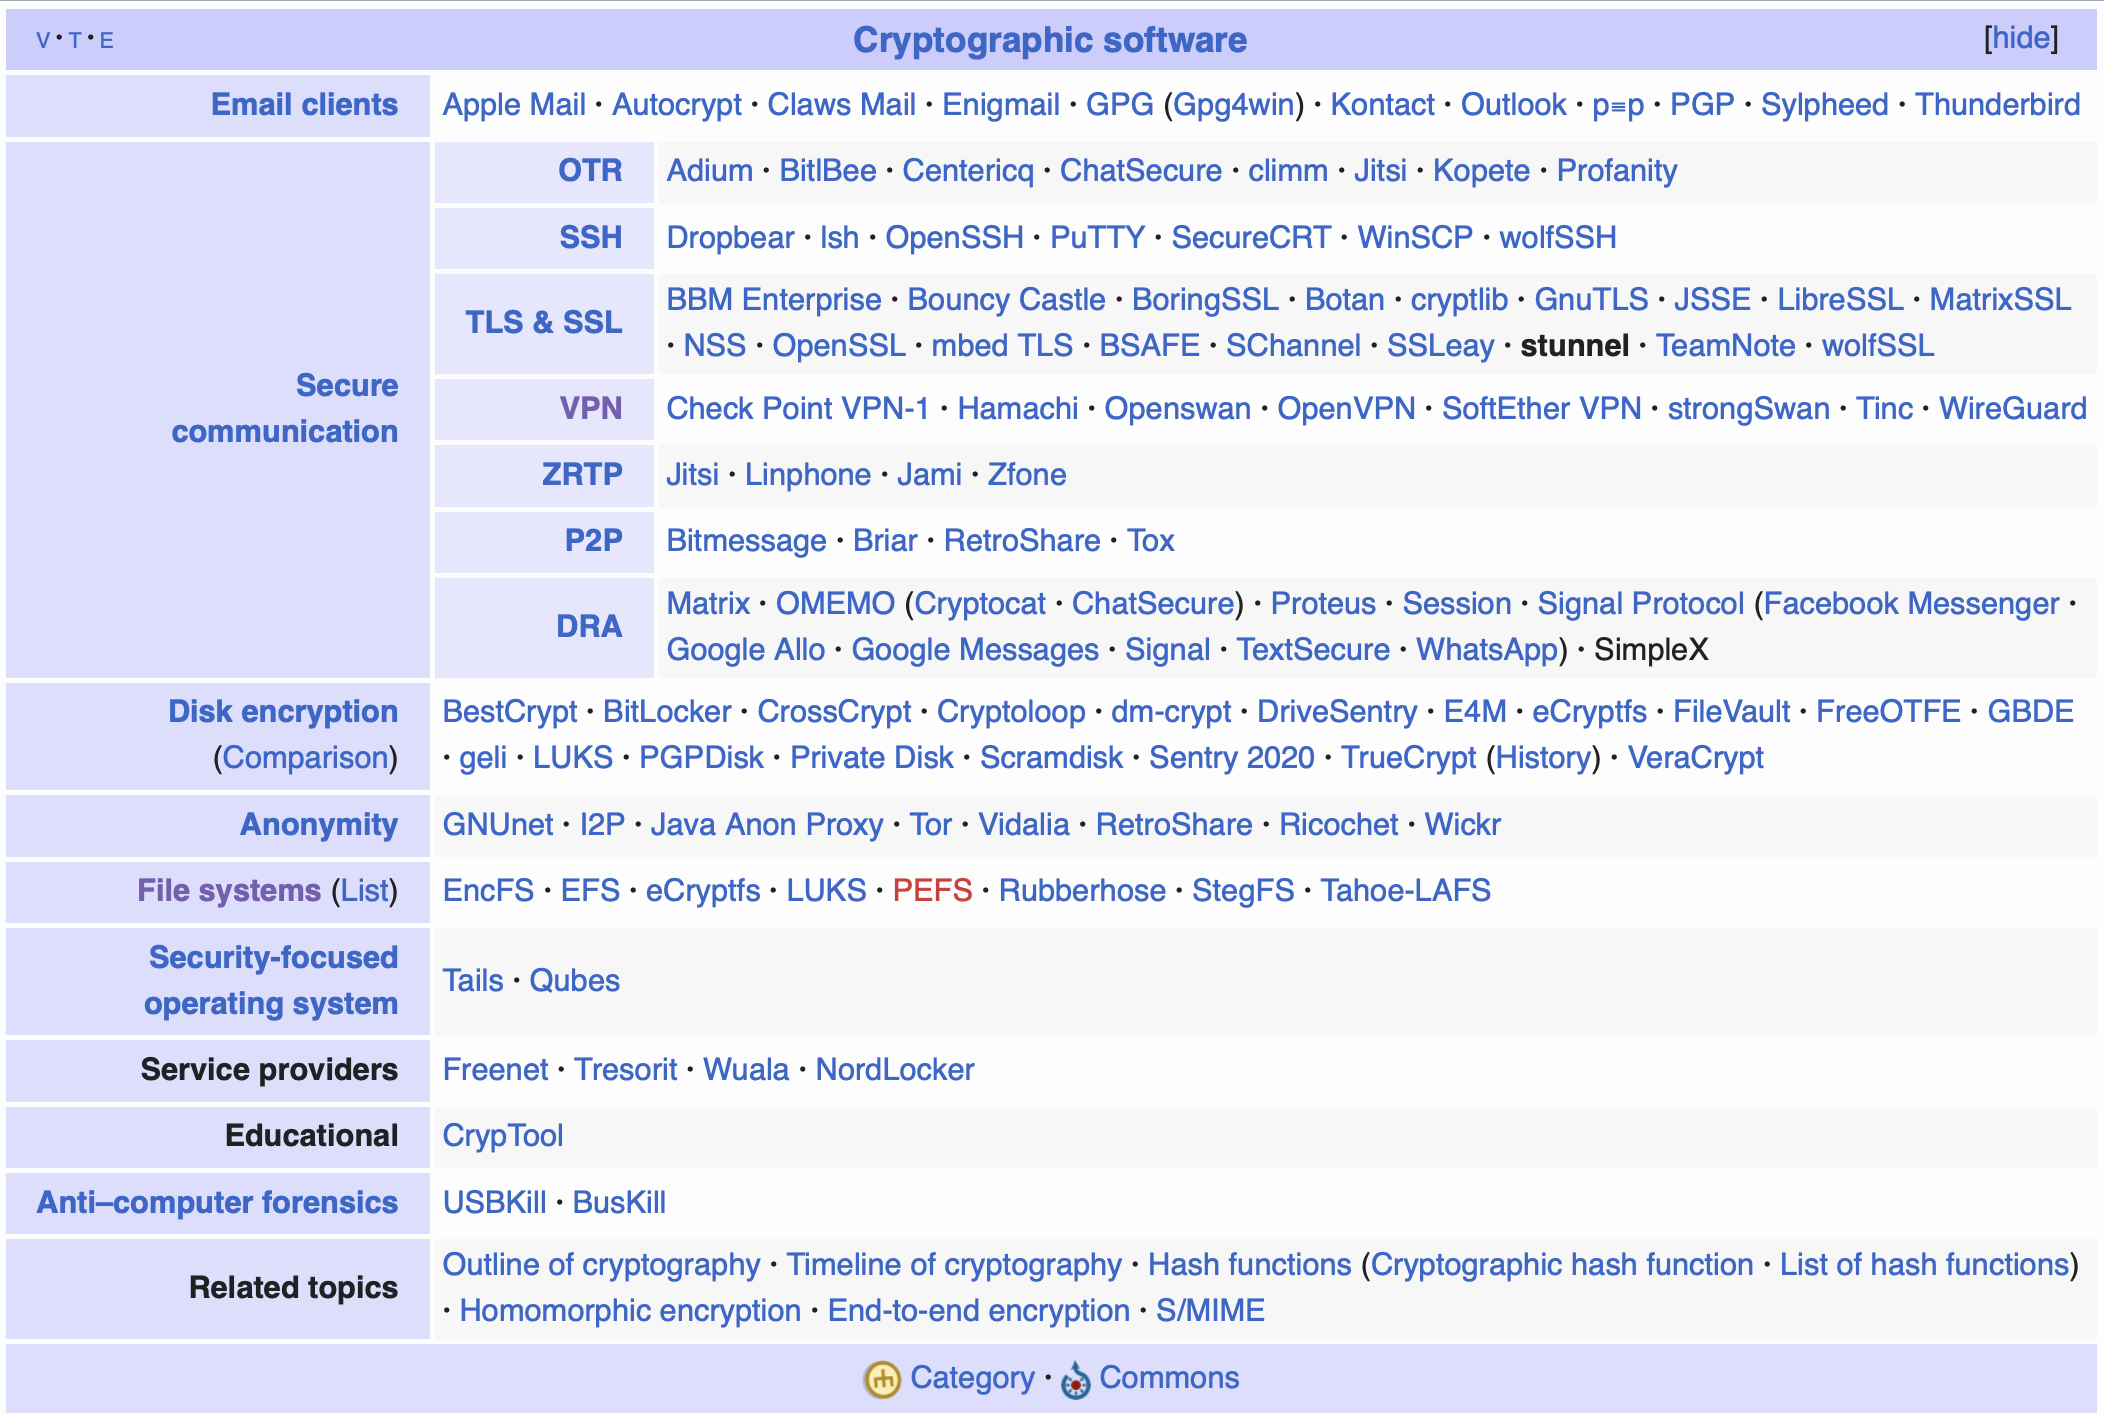 V • T • E Cryptographic software [hide]
Email clients Apple Mail • Autocrypt • Claws Mail • Enigmail • GPG (Gpg4win) • Kontact • Outlook • p≡p • PGP • Sylpheed • Thunderbird
Secure communication
OTR Adium • BitlBee • Centericq • ChatSecure • climm • Jitsi • Kopete • Profanity
SSH Dropbear • lsh • OpenSSH • PuTTY • SecureCRT • WinSCP • wolfSSH
TLS & SSL BBM Enterprise • Bouncy Castle • BoringSSL • Botan • cryptlib • GnuTLS • JSSE • LibreSSL • MatrixSSL
• NSS • OpenSSL • mbed TLS • BSAFE • SChannel • SSLeay • stunnel • TeamNote • wolfSSL
VPN Check Point VPN-1 • Hamachi • Openswan • OpenVPN • SoftEther VPN • strongSwan • Tinc • WireGuard
ZRTP Jitsi • Linphone • Jami • Zfone
P2P Bitmessage • Briar • RetroShare • Tox
DRA Matrix • OMEMO (Cryptocat • ChatSecure) • Proteus • Session • Signal Protocol (Facebook Messenger •
Google Allo • Google Messages • Signal • TextSecure • WhatsApp) • SimpleX
Disk encryption BestCrypt • BitLocker • CrossCrypt • Cryptoloop • dm-crypt • DriveSentry • E4M • eCryptfs • FileVault • FreeOTFE • GBDE
(Comparison) • geli • LUKS • PGPDisk • Private Disk • Scramdisk • Sentry 2020 • TrueCrypt (History) • VeraCrypt
Anonymity GNUnet • I2P • Java Anon Proxy • Tor • Vidalia • RetroShare • Ricochet • Wickr
File systems (List) EncFS • EFS • eCryptfs • LUKS • PEFS • Rubberhose • StegFS • Tahoe-LAFS
Security-focused
operating system
Tails • Qubes
Service providers Freenet • Tresorit • Wuala • NordLocker
Educational CrypTool
Anti–computer forensics USBKill • BusKill
Related topics
Outline of cryptography • Timeline of cryptography • Hash functions (Cryptographic hash function • List of hash functions)
• Homomorphic encryption • End-to-end encryption • S/MIME
Category • Commons